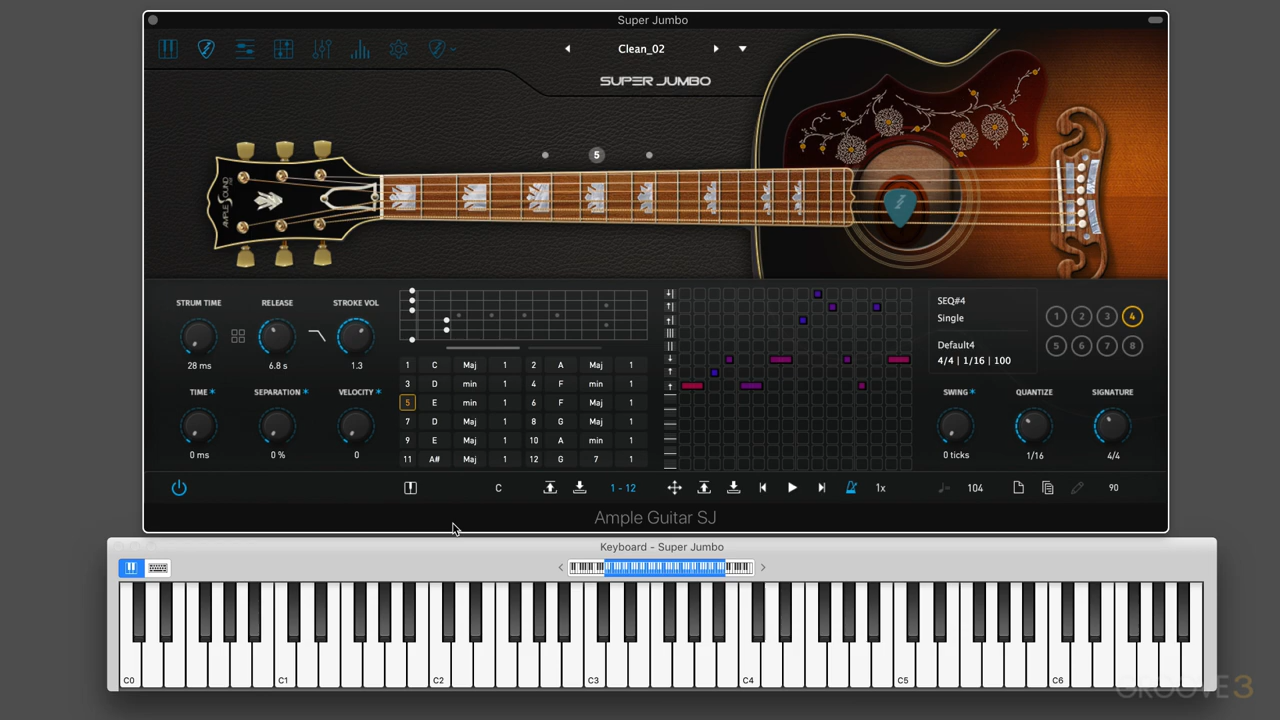 Super Jumbo
Clean_02
SUPER JUMBO
5
AMPLE SOUND
STRUM TIME RELEASE STROKE VOL
28 ms 6.8 s 1.3
TIME * SEPARATION * VELOCITY *
0 ms 0 % 0
1 C Maj 1 2 A Maj 1
3 D min 1 4 F Maj 1
5 E min 1 6 F Maj 1
7 D Maj 1 8 G Maj 1
9 E Maj 1 10 A min 1
11 A# Maj 1 12 G 7 1
SEQ#4
Single
Default4
4/4 | 1/16 | 100
1 2 3 4
5 6 7 8
SWING * QUANTIZE SIGNATURE
0 ticks 1/16 4/4
C 1 - 12 1x 104 90
Ample Guitar SJ
Keyboard - Super Jumbo
C0 C1 C2 C3 C4 C5 C6
GROOVE3